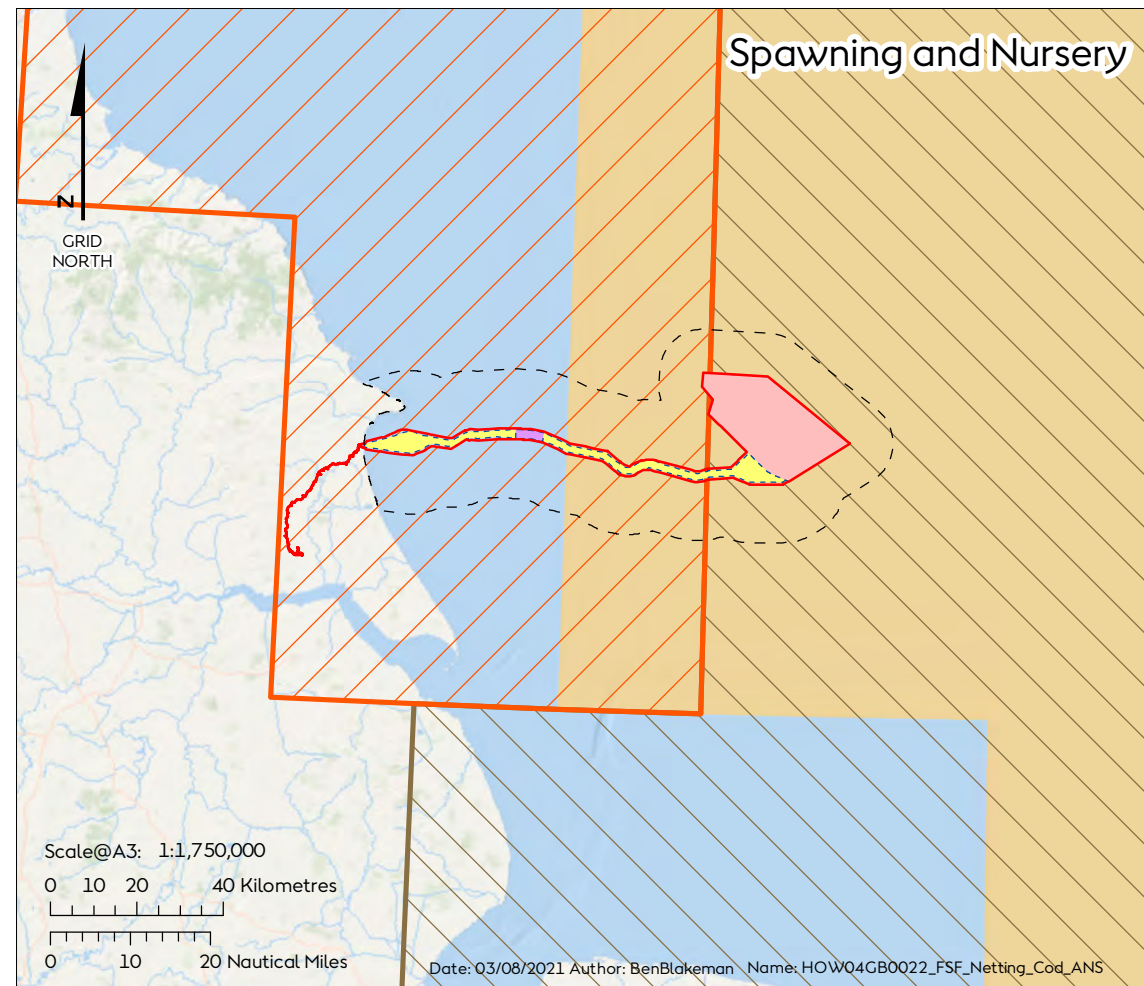 Spawning and Nursery
N
GRID
NORTH
Scale@A3: 1:1,750,000
0 10 20 40 Kilometres
0 10 20 Nautical Miles
Date: 03/08/2021 Author: BenBlakeman Name: HOW04GB0022_FSF_Netting_Cod_ANS